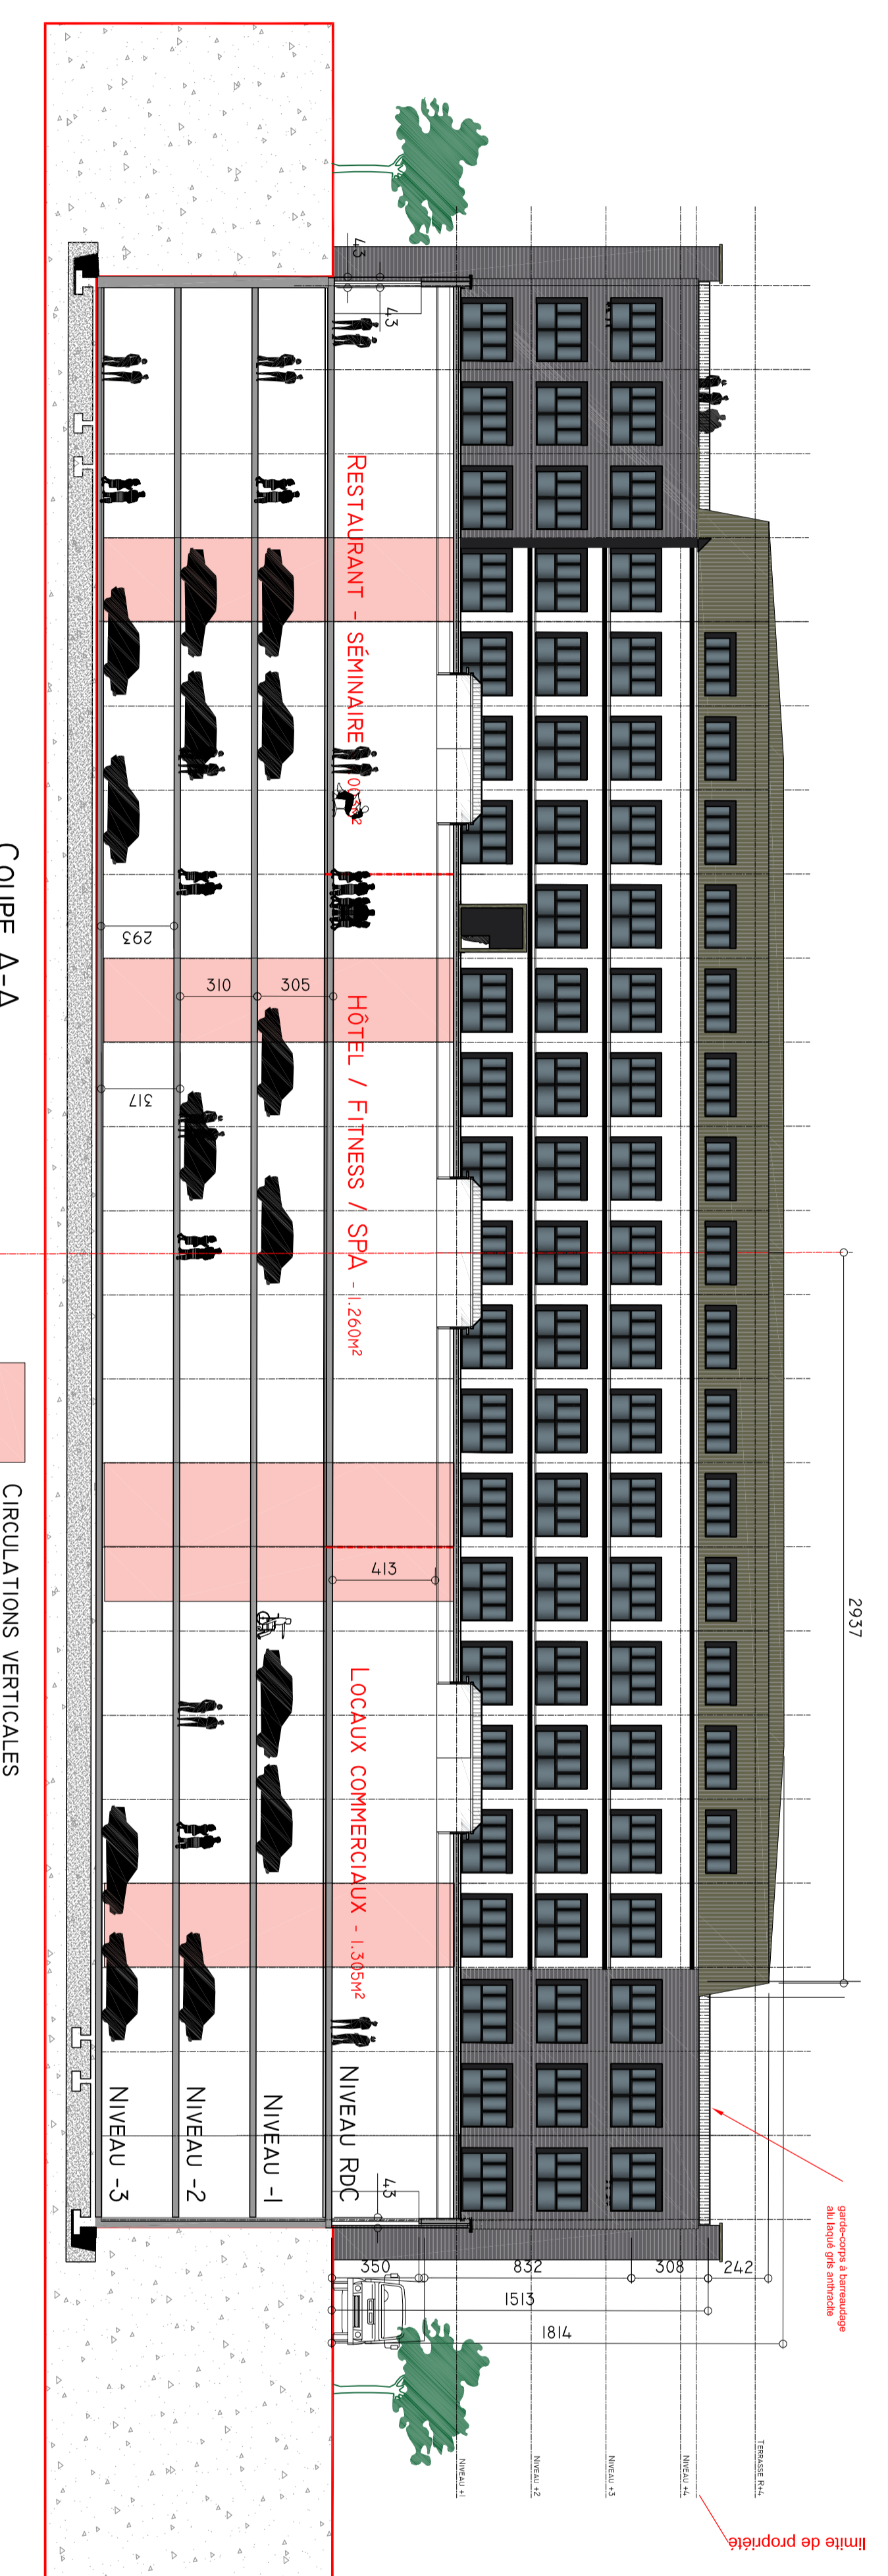 limite de propriété
garde-corps à barreaudage
alu laqué gris anthracite
2937
TERRASSE R+4
NIVEAU +4
NIVEAU +3
NIVEAU +2
NIVEAU +1
242
308
832
350
1513
1814
43
43
43
RESTAURANT - SÉMINAIRE
HÔTEL / FITNESS / SPA - 1.260M²
LOCAUX COMMERCIAUX - 1.305M²
413
NIVEAU RDC
305
NIVEAU -1
310
NIVEAU -2
293
317
NIVEAU -3
COUPE A-A
CIRCULATIONS VERTICALES